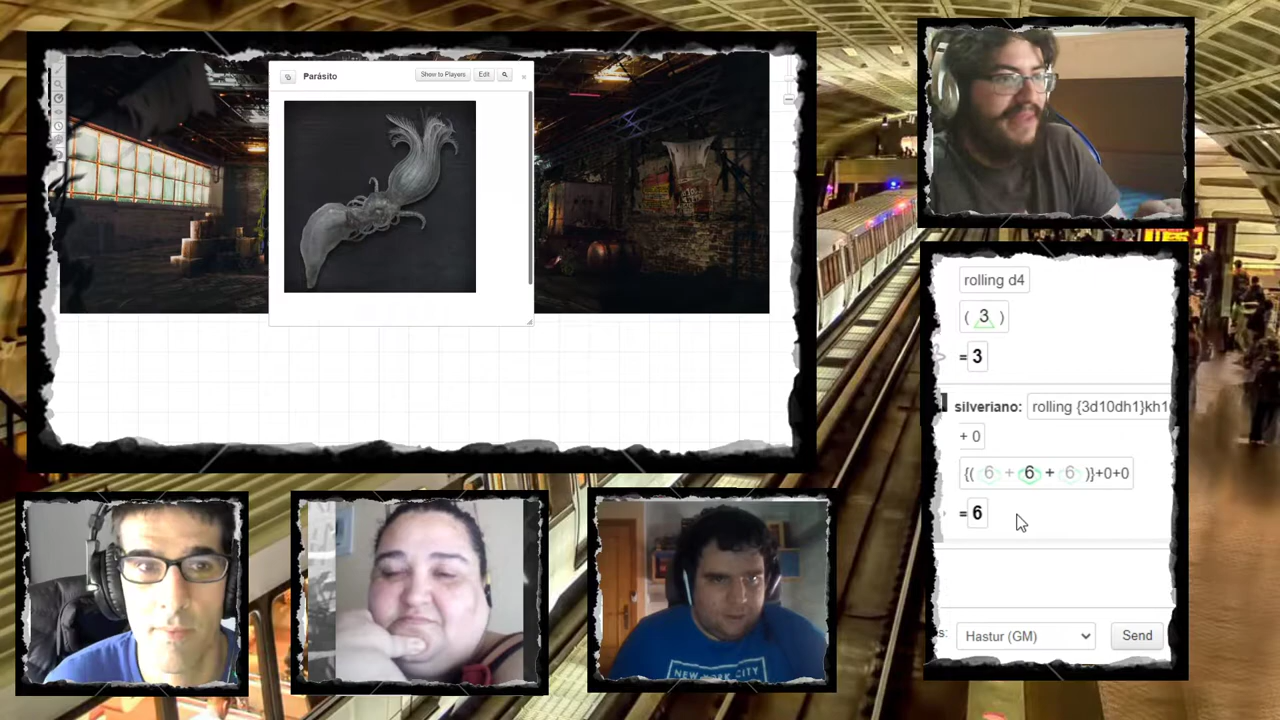 Parásito
Show to Players
Edit
rolling d4
( 3 )
=3
silveriano: rolling {3d10dh1}kh1
+ 0
{( 6 + 6 + 6 )}+0+0
=6
s: Hastur (GM)
Send
NEW YORK CITY